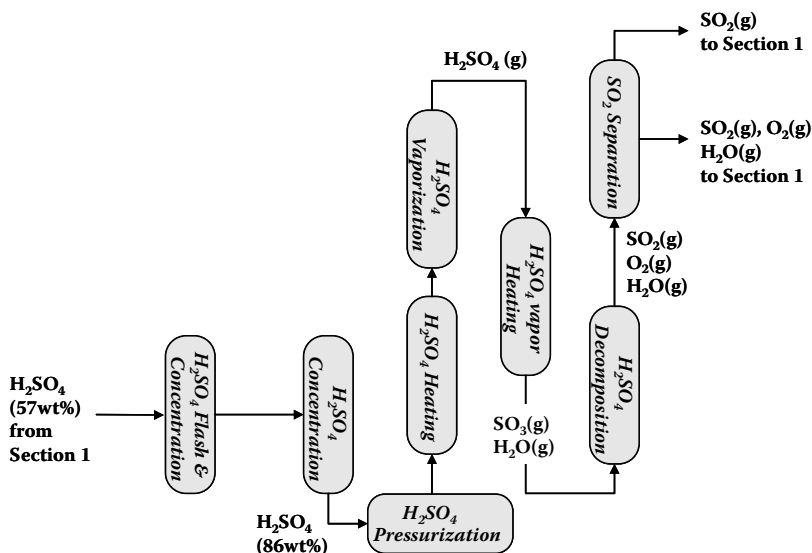 H₂SO₄
(57wt%)
from
Section 1
H₂SO₄ Flash &
Concentration
H₂SO₄
Concentration
H₂SO₄
(86wt%)
H₂SO₄
Pressurization
H₂SO₄ Heating
H₂SO₄
Vaporization
H₂SO₄ (g)
H₂SO₄ vapor
Heating
SO₃(g)
H₂O(g)
H₂SO₄
Decomposition
SO₂(g)
O₂(g)
H₂O(g)
SO₂ Separation
SO₂(g)
to Section 1
SO₂(g), O₂(g)
H₂O(g)
to Section 1